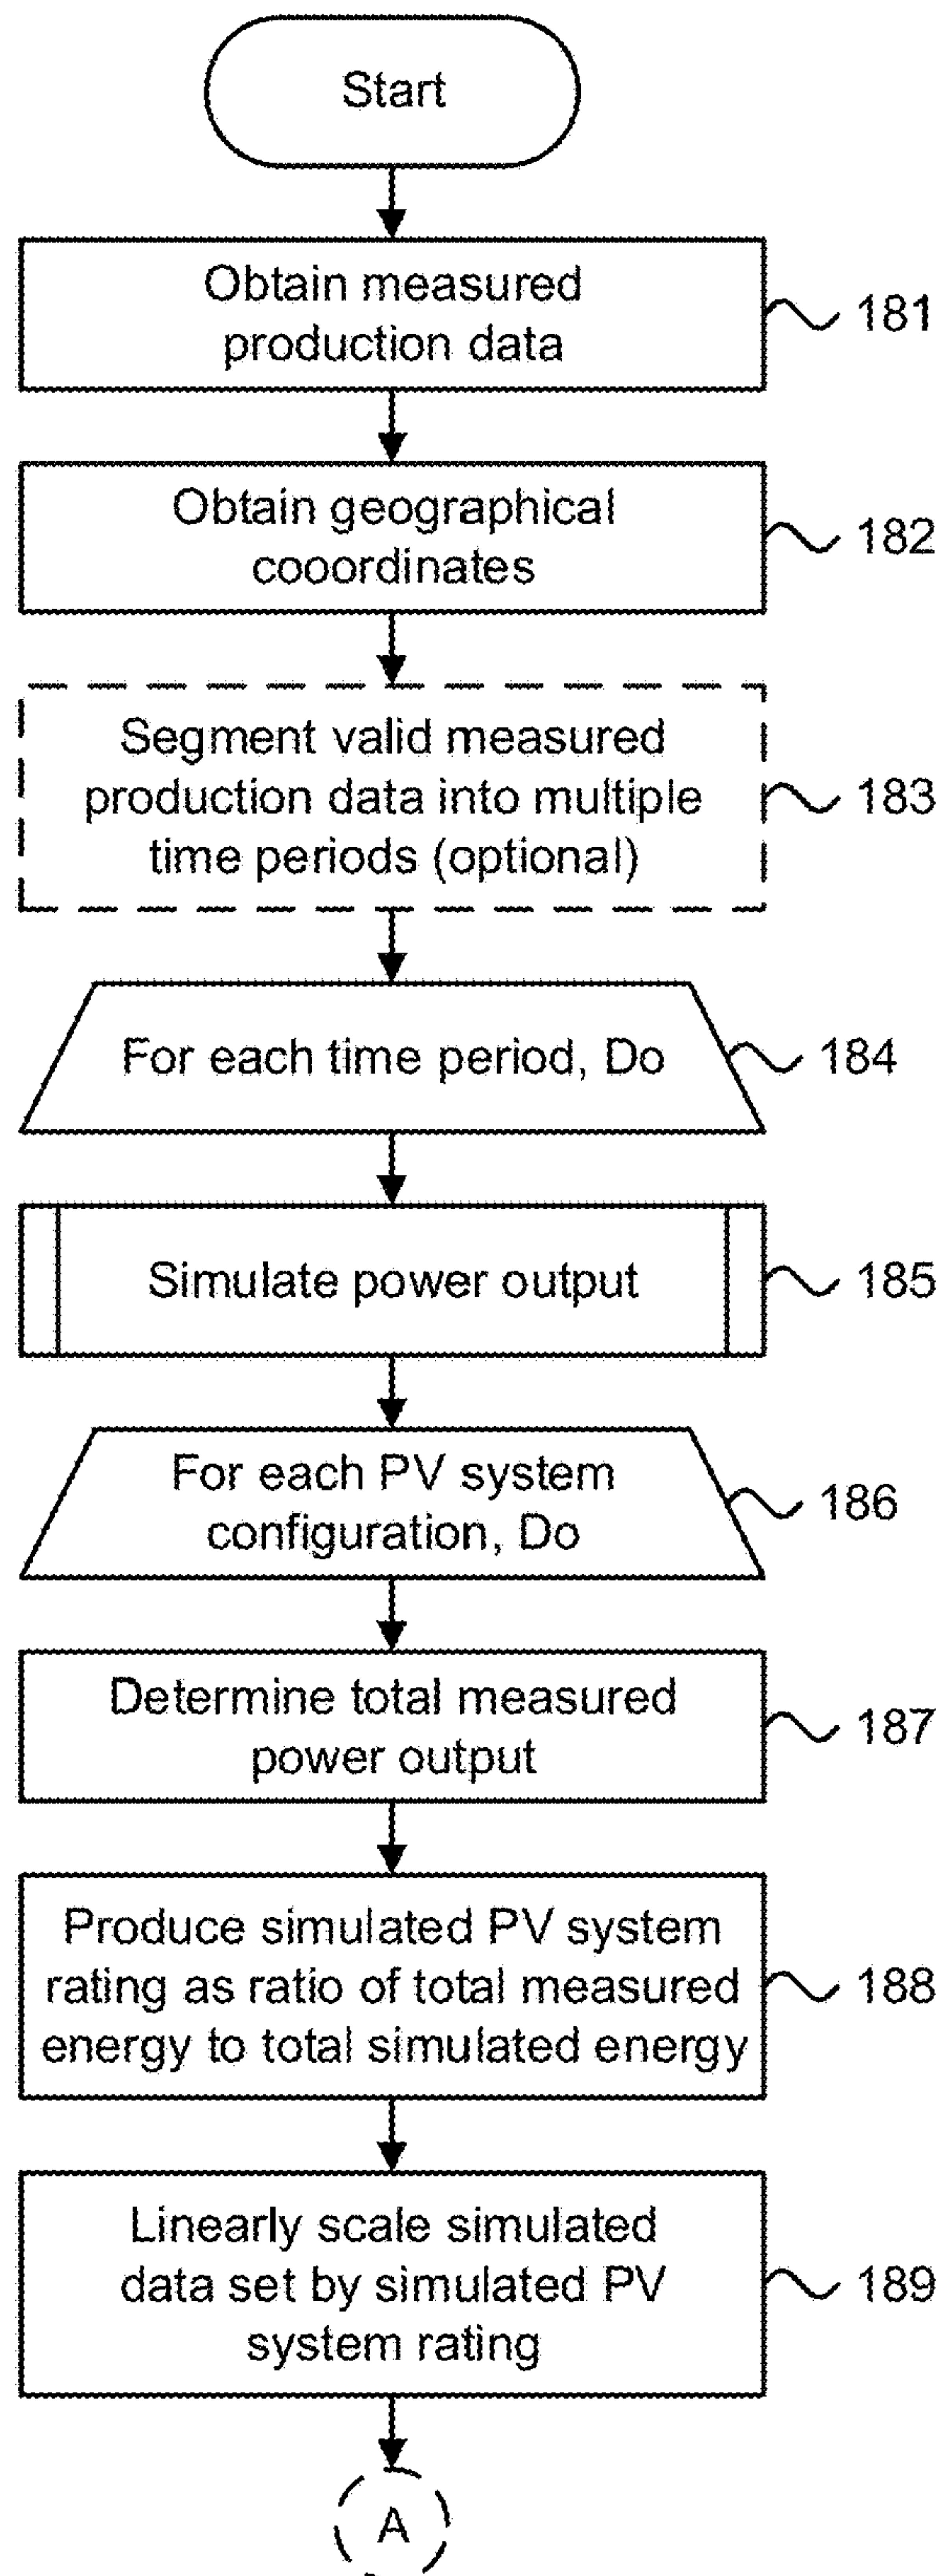 Start
Obtain measured
production data
181
Obtain geographical
cooordinates
182
Segment valid measured
production data into multiple
time periods (optional)
183
For each time period, Do
184
Simulate power output
185
For each PV system
configuration, Do
186
Determine total measured
power output
187
Produce simulated PV system
rating as ratio of total measured
energy to total simulated energy
188
Linearly scale simulated
data set by simulated PV
system rating
189
A